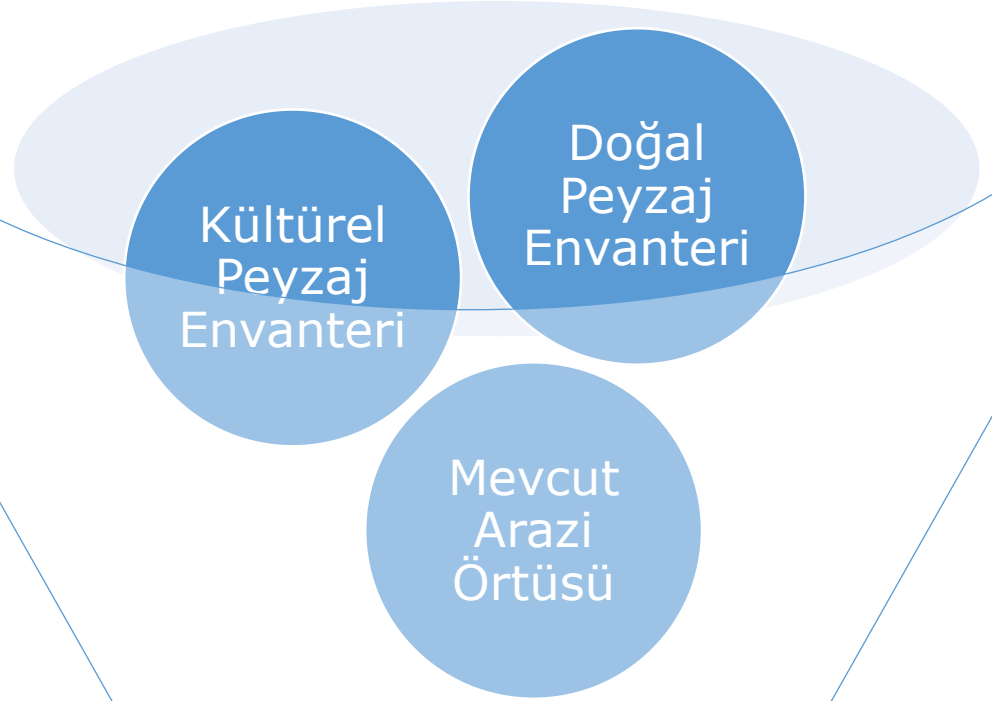 Kültürel
Peyzaj
Envanteri
Doğal
Peyzaj
Envanteri
Mevcut
Arazi
Örtüsü